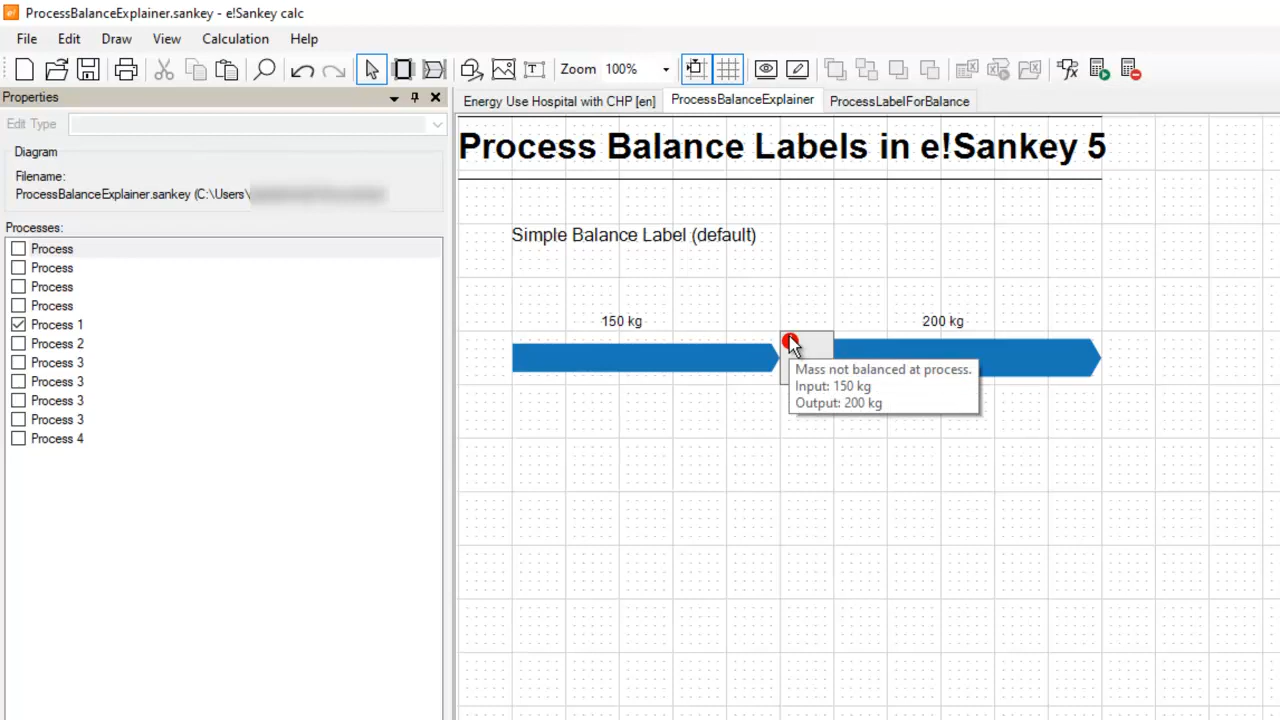 ProcessBalanceExplainer.sankey - e!Sankey calc
File Edit Draw View Calculation Help
Zoom 100%
Properties
Edit Type
Diagram
Filename:
ProcessBalanceExplainer.sankey (C:\Users\
Processes:
Process
Process
Process
Process
Process 1
Process 2
Process 3
Process 3
Process 3
Process 3
Process 4
Energy Use Hospital with CHP [en] ProcessBalanceExplainer ProcessLabelForBalance
Process Balance Labels in e!Sankey 5
Simple Balance Label (default)
150 kg 200 kg
Mass not balanced at process.
Input: 150 kg
Output: 200 kg